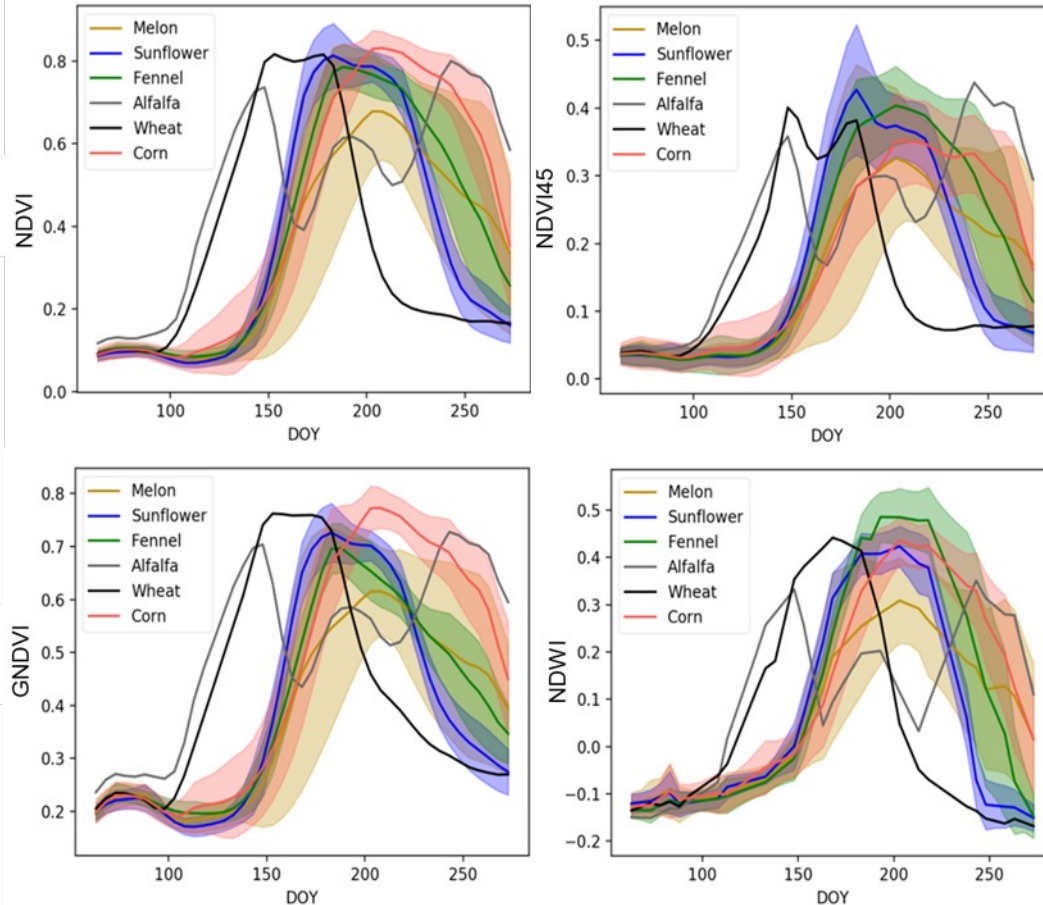 NDVI
0.8
0.6
0.4
0.2
0.0
Melon
Sunflower
Fennel
Alfalfa
Wheat
Corn
100 150 200 250
DOY
NDVI45
0.5
0.4
0.3
0.2
0.1
0.0
Melon
Sunflower
Fennel
Alfalfa
Wheat
Corn
100 150 200 250
DOY
GNDVI
0.8
0.7
0.6
0.5
0.4
0.3
0.2
Melon
Sunflower
Fennel
Alfalfa
Wheat
Corn
100 150 200 250
DOY
NDWI
0.5
0.4
0.3
0.2
0.1
0.0
−0.1
−0.2
Melon
Sunflower
Fennel
Alfalfa
Wheat
Corn
100 150 200 250
DOY